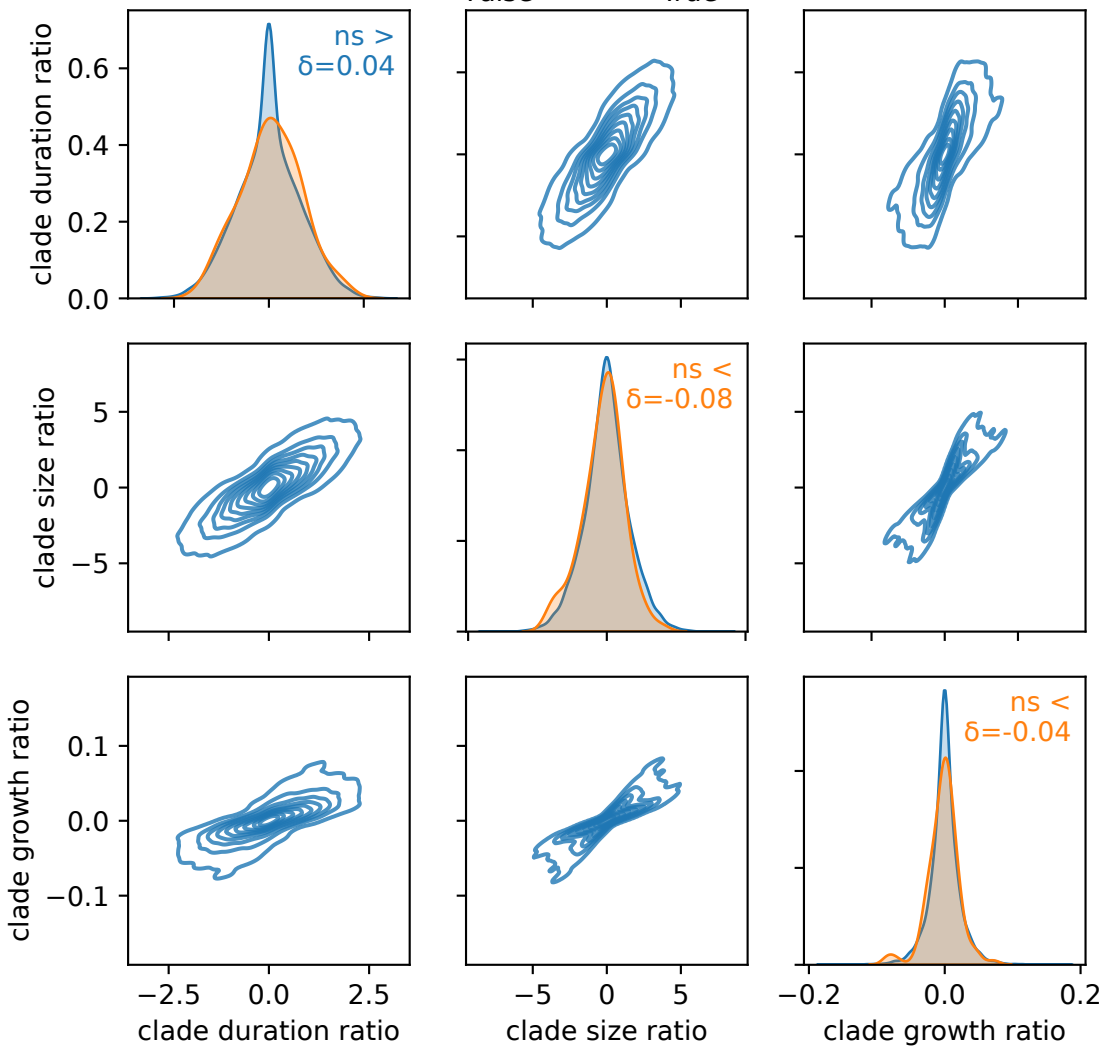 ns >
δ=0.04
clade duration ratio
0.6
0.4
0.2
0.0
−2.5
0.0
2.5
−5
0
5
ns <
δ=-0.08
clade size ratio
5
0
−5
ns <
δ=-0.04
clade growth ratio
0.1
0.0
−0.1
−0.2
0.0
0.2
clade duration ratio
clade size ratio
clade growth ratio